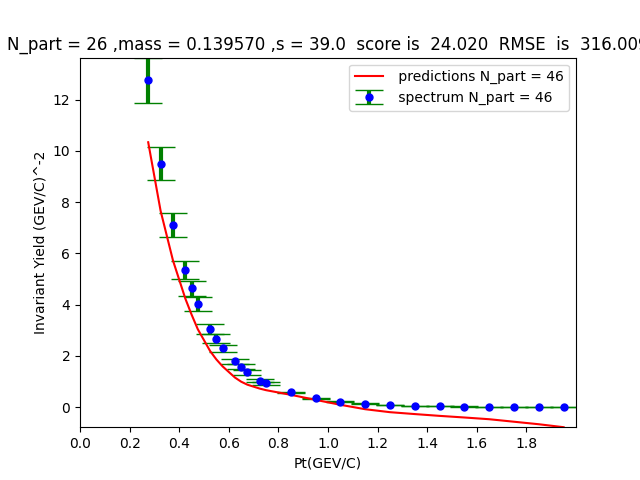 N_part = 26 ,mass = 0.139570 ,s = 39.0  score is  24.020  RMSE  is  316.009
predictions N_part = 46
spectrum N_part = 46
Invariant Yield (GEV/C)^-2
12
10
8
6
4
2
0
0.0 0.2 0.4 0.6 0.8 1.0 1.2 1.4 1.6 1.8
Pt(GEV/C)